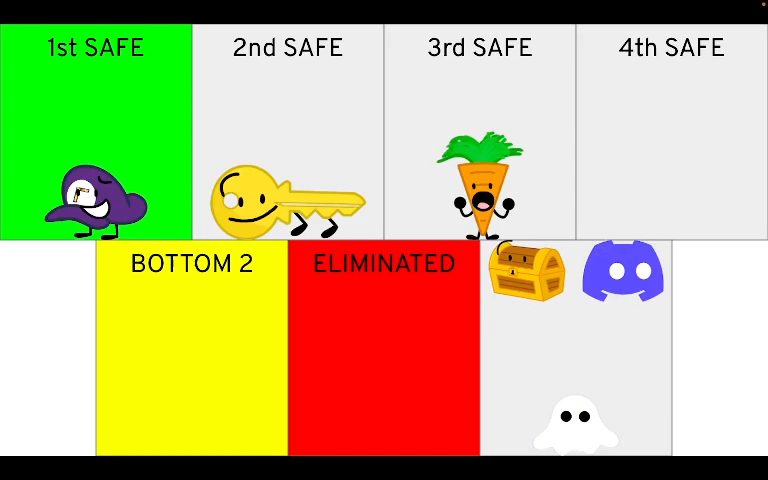 1st SAFE
2nd SAFE
3rd SAFE
4th SAFE
BOTTOM 2
ELIMINATED